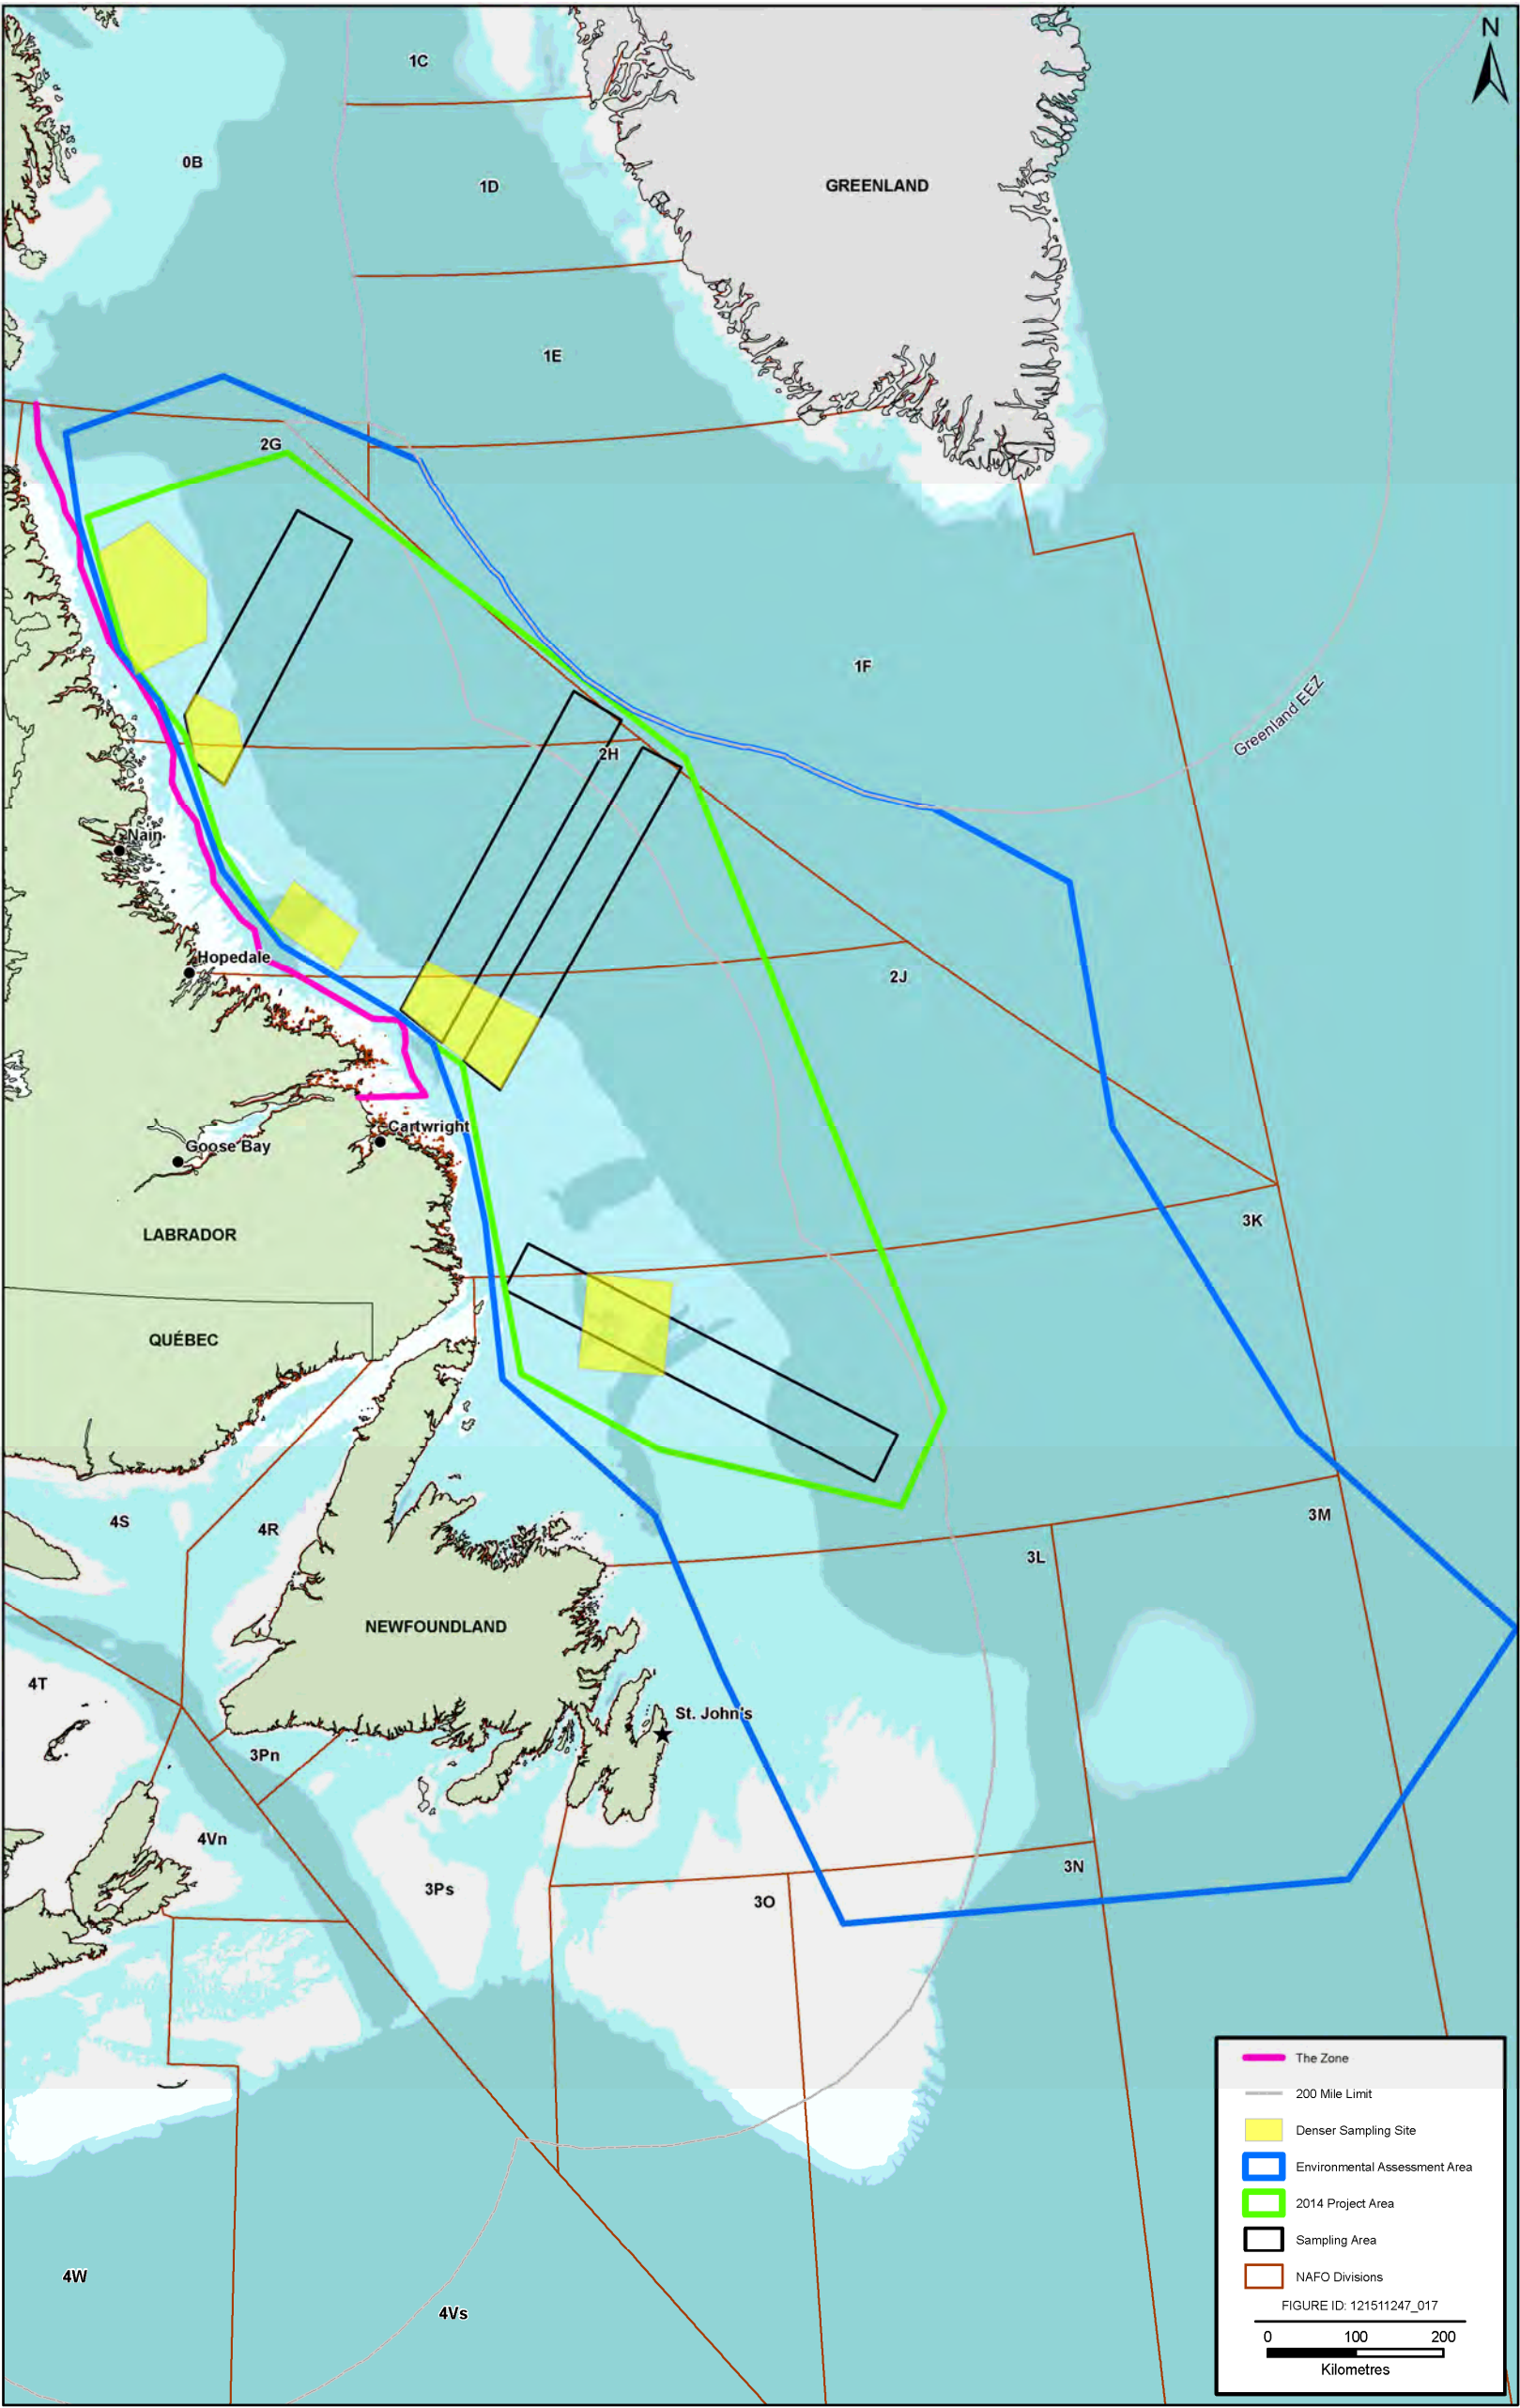 N
1C
0B
1D
GREENLAND
1E
2G
1F
Greenland EEZ
2H
Nain
Hopedale
2J
Cartwright
Goose Bay
LABRADOR
3K
QUÉBEC
4S
4R
3M
3L
NEWFOUNDLAND
4T
St. John's
3Pn
4Vn
3Ps
3N
3O
4W
4Vs
The Zone
200 Mile Limit
Denser Sampling Site
Environmental Assessment Area
2014 Project Area
Sampling Area
NAFO Divisions
FIGURE ID: 121511247_017
0 100 200
Kilometres